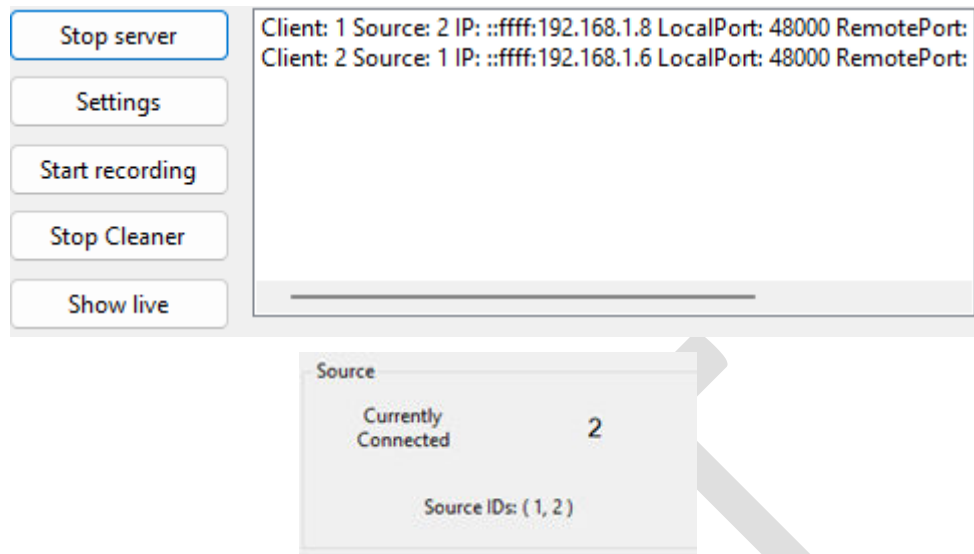 Stop server
Settings
Start recording
Stop Cleaner
Show live
Client: 1 Source: 2 IP: ::ffff:192.168.1.8 LocalPort: 48000 RemotePort:
Client: 2 Source: 1 IP: ::ffff:192.168.1.6 LocalPort: 48000 RemotePort:
Source
Currently
Connected
2
Source IDs: ( 1, 2 )